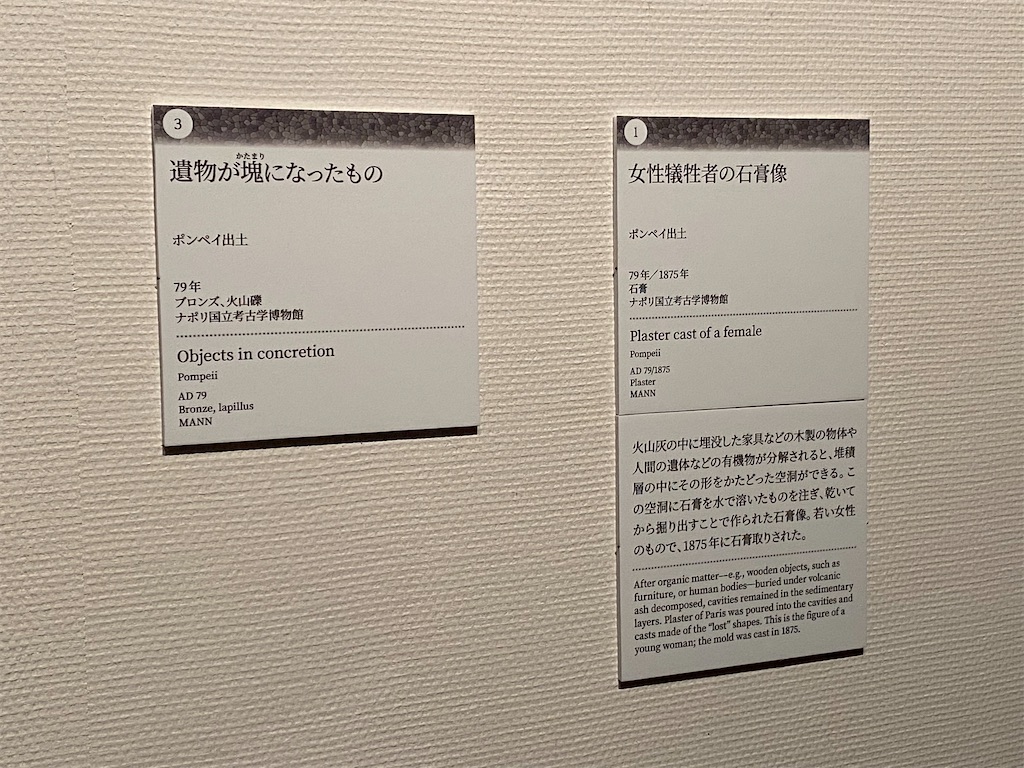 3
かたまり
遺物が塊になったもの
ポンペイ出土
79年
ブロンズ、火山礫
ナポリ国立考古学博物館
Objects in concretion
Pompeii
AD 79
Bronze, lapillus
MANN
1
女性犠牲者の石膏像
ポンペイ出土
79年／1875年
石膏
ナポリ国立考古学博物館
Plaster cast of a female
Pompeii
AD 79/1875
Plaster
MANN
火山灰の中に埋没した家具などの木製の物体や
人間の遺体などの有機物が分解されると、堆積
層の中にその形をかたどった空洞ができる。こ
の空洞に石膏を水で溶いたものを注ぎ、乾いて
から掘り出すことで作られた石膏像。若い女性
のもので、1875年に石膏取りされた。
After organic matter—e.g., wooden objects, such as
furniture, or human bodies—buried under volcanic
ash decomposed, cavities remained in the sedimentary
layers. Plaster of Paris was poured into the cavities and
casts made of the “lost” shapes. This is the figure of a
young woman; the mold was cast in 1875.